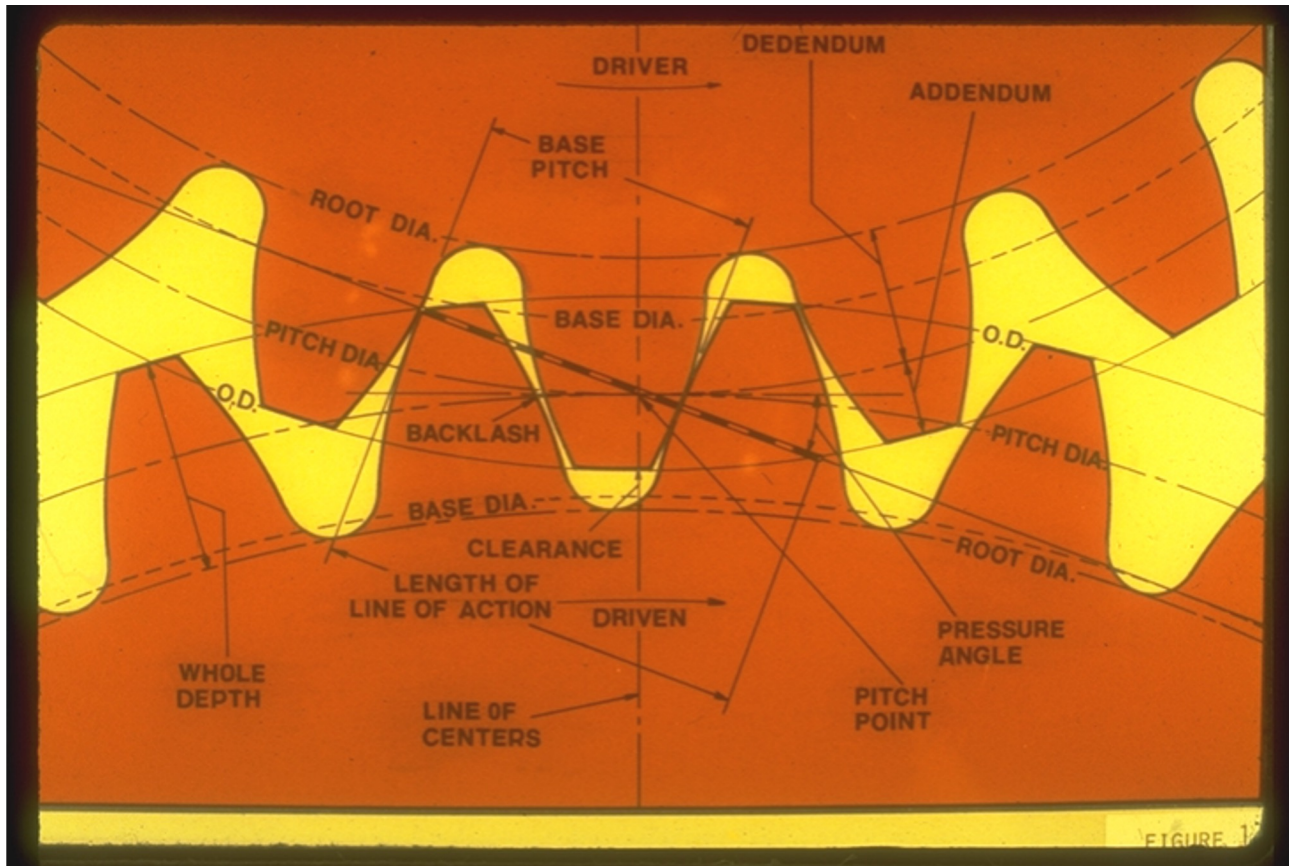 DEDENDUM
DRIVER
ADDENDUM
BASE
PITCH
ROOT DIA.
BASE DIA.
O.D.
PITCH DIA.
O.D.
BACKLASH
PITCH DIA.
BASE DIA.
CLEARANCE
ROOT DIA.
LENGTH OF
LINE OF ACTION
DRIVEN
PRESSURE
ANGLE
WHOLE
DEPTH
PITCH
POINT
LINE OF
CENTERS
FIGURE